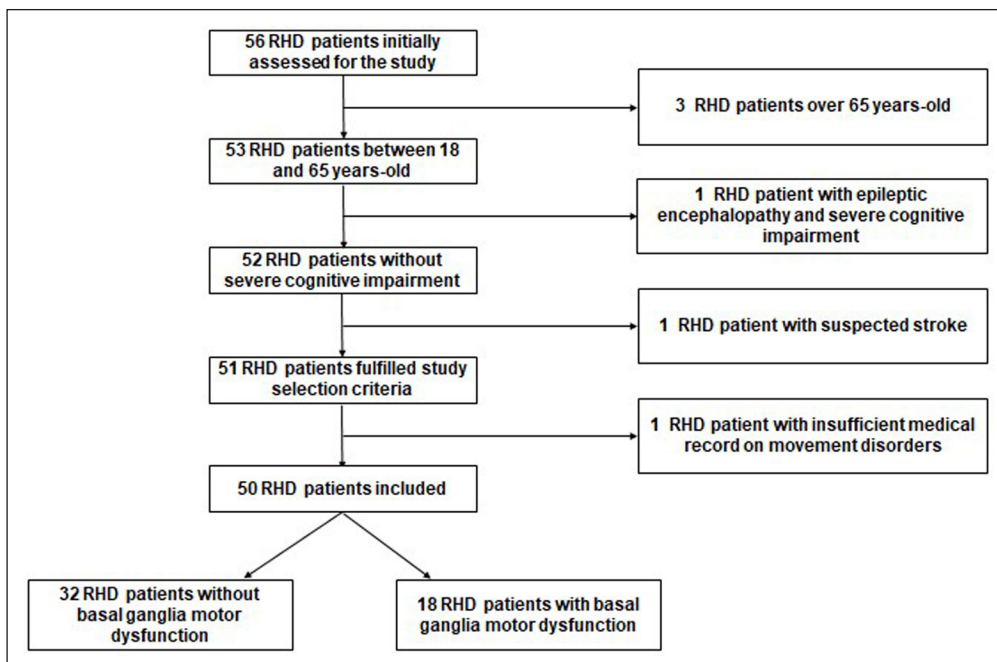 56 RHD patients initially
assessed for the study
3 RHD patients over 65 years-old
53 RHD patients between 18
and 65 years-old
1 RHD patient with epileptic
encephalopathy and severe cognitive
impairment
52 RHD patients without
severe cognitive impairment
1 RHD patient with suspected stroke
51 RHD patients fulfilled study
selection criteria
1 RHD patient with insufficient medical
record on movement disorders
50 RHD patients included
32 RHD patients without
basal ganglia motor
dysfunction
18 RHD patients with basal
ganglia motor dysfunction